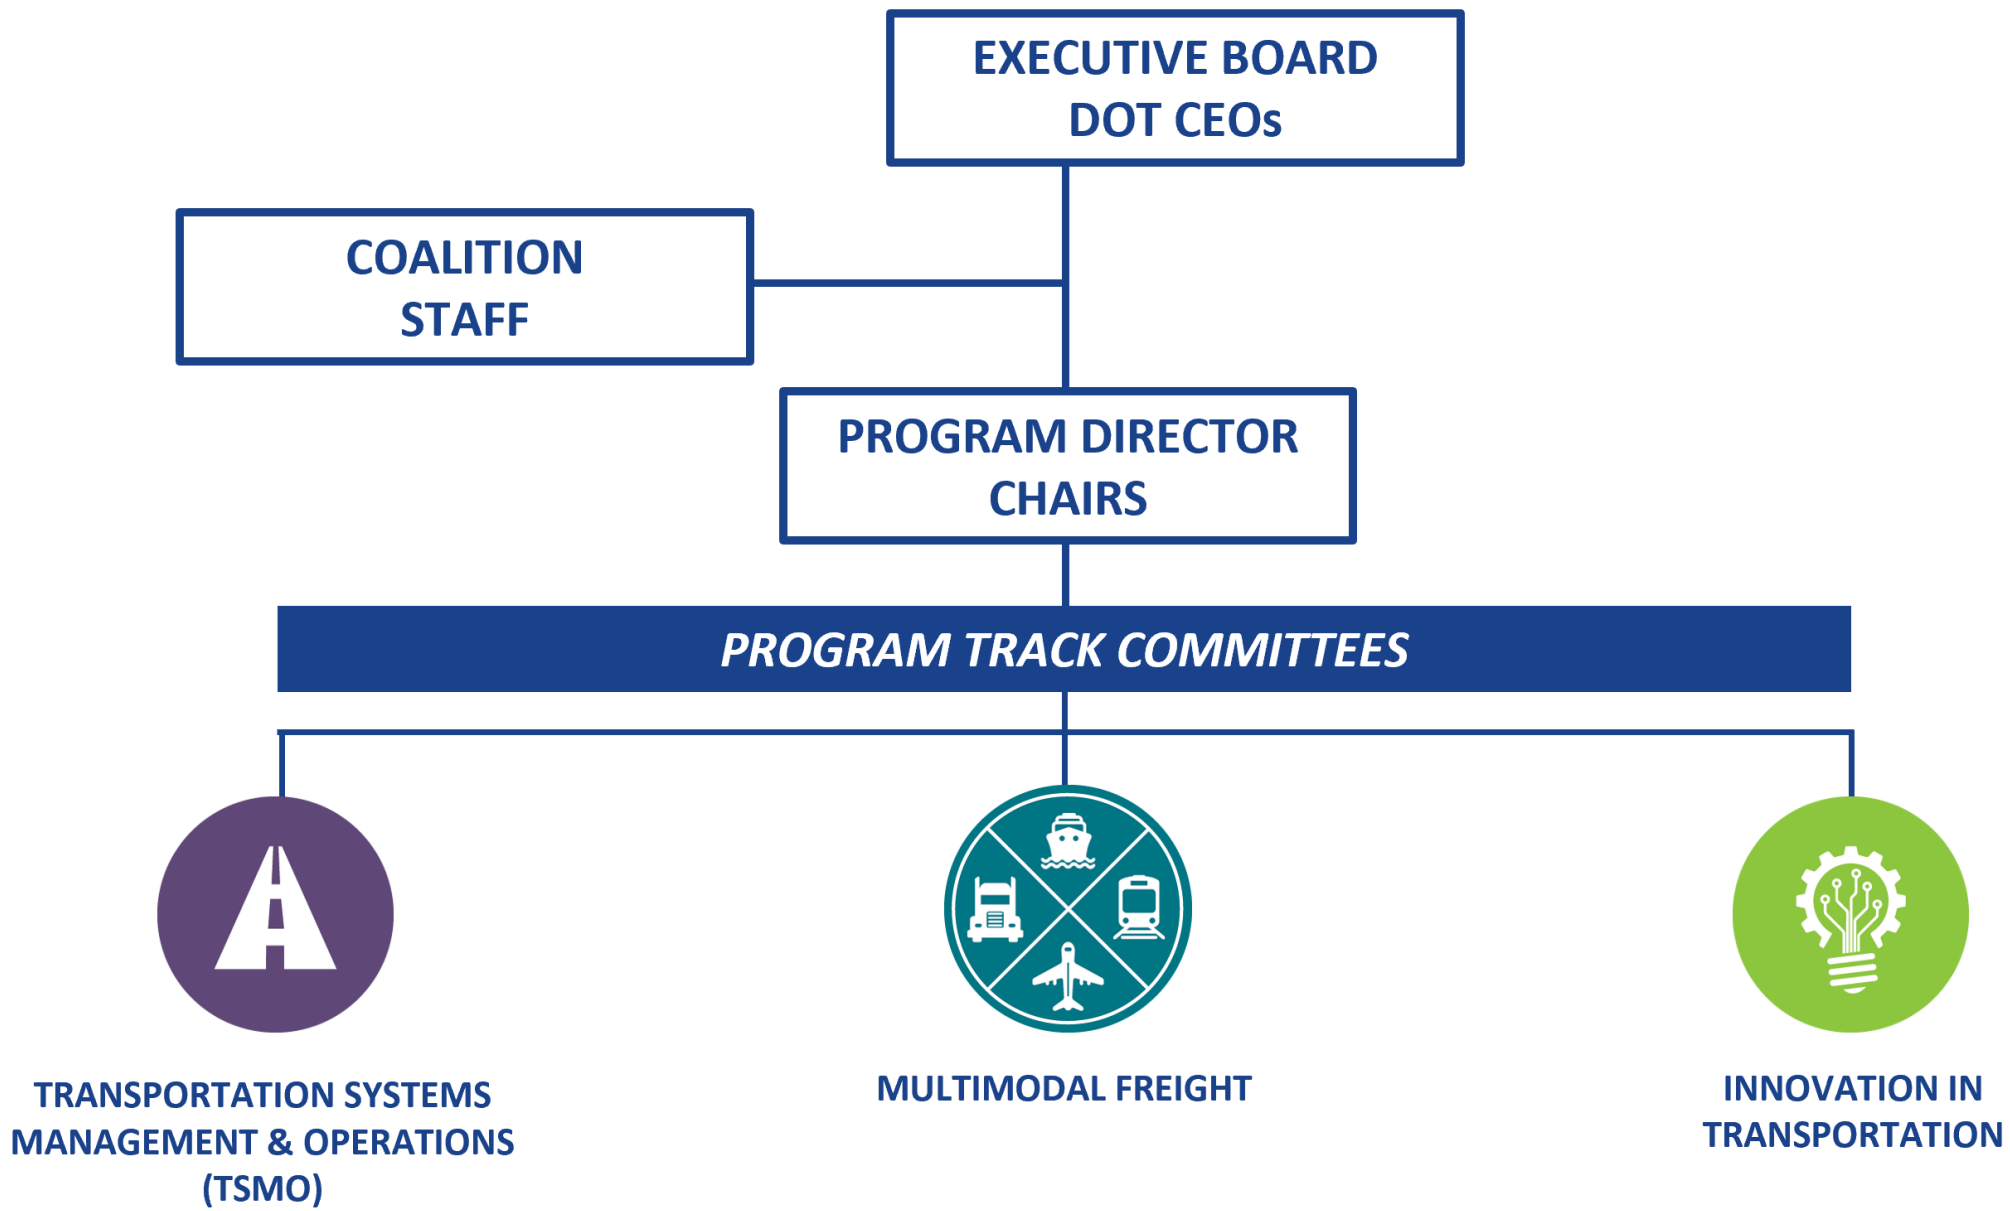 EXECUTIVE BOARD
DOT CEOs
COALITION
STAFF
PROGRAM DIRECTOR
CHAIRS
PROGRAM TRACK COMMITTEES
TRANSPORTATION SYSTEMS
MANAGEMENT & OPERATIONS
(TSMO)
MULTIMODAL FREIGHT
INNOVATION IN
TRANSPORTATION